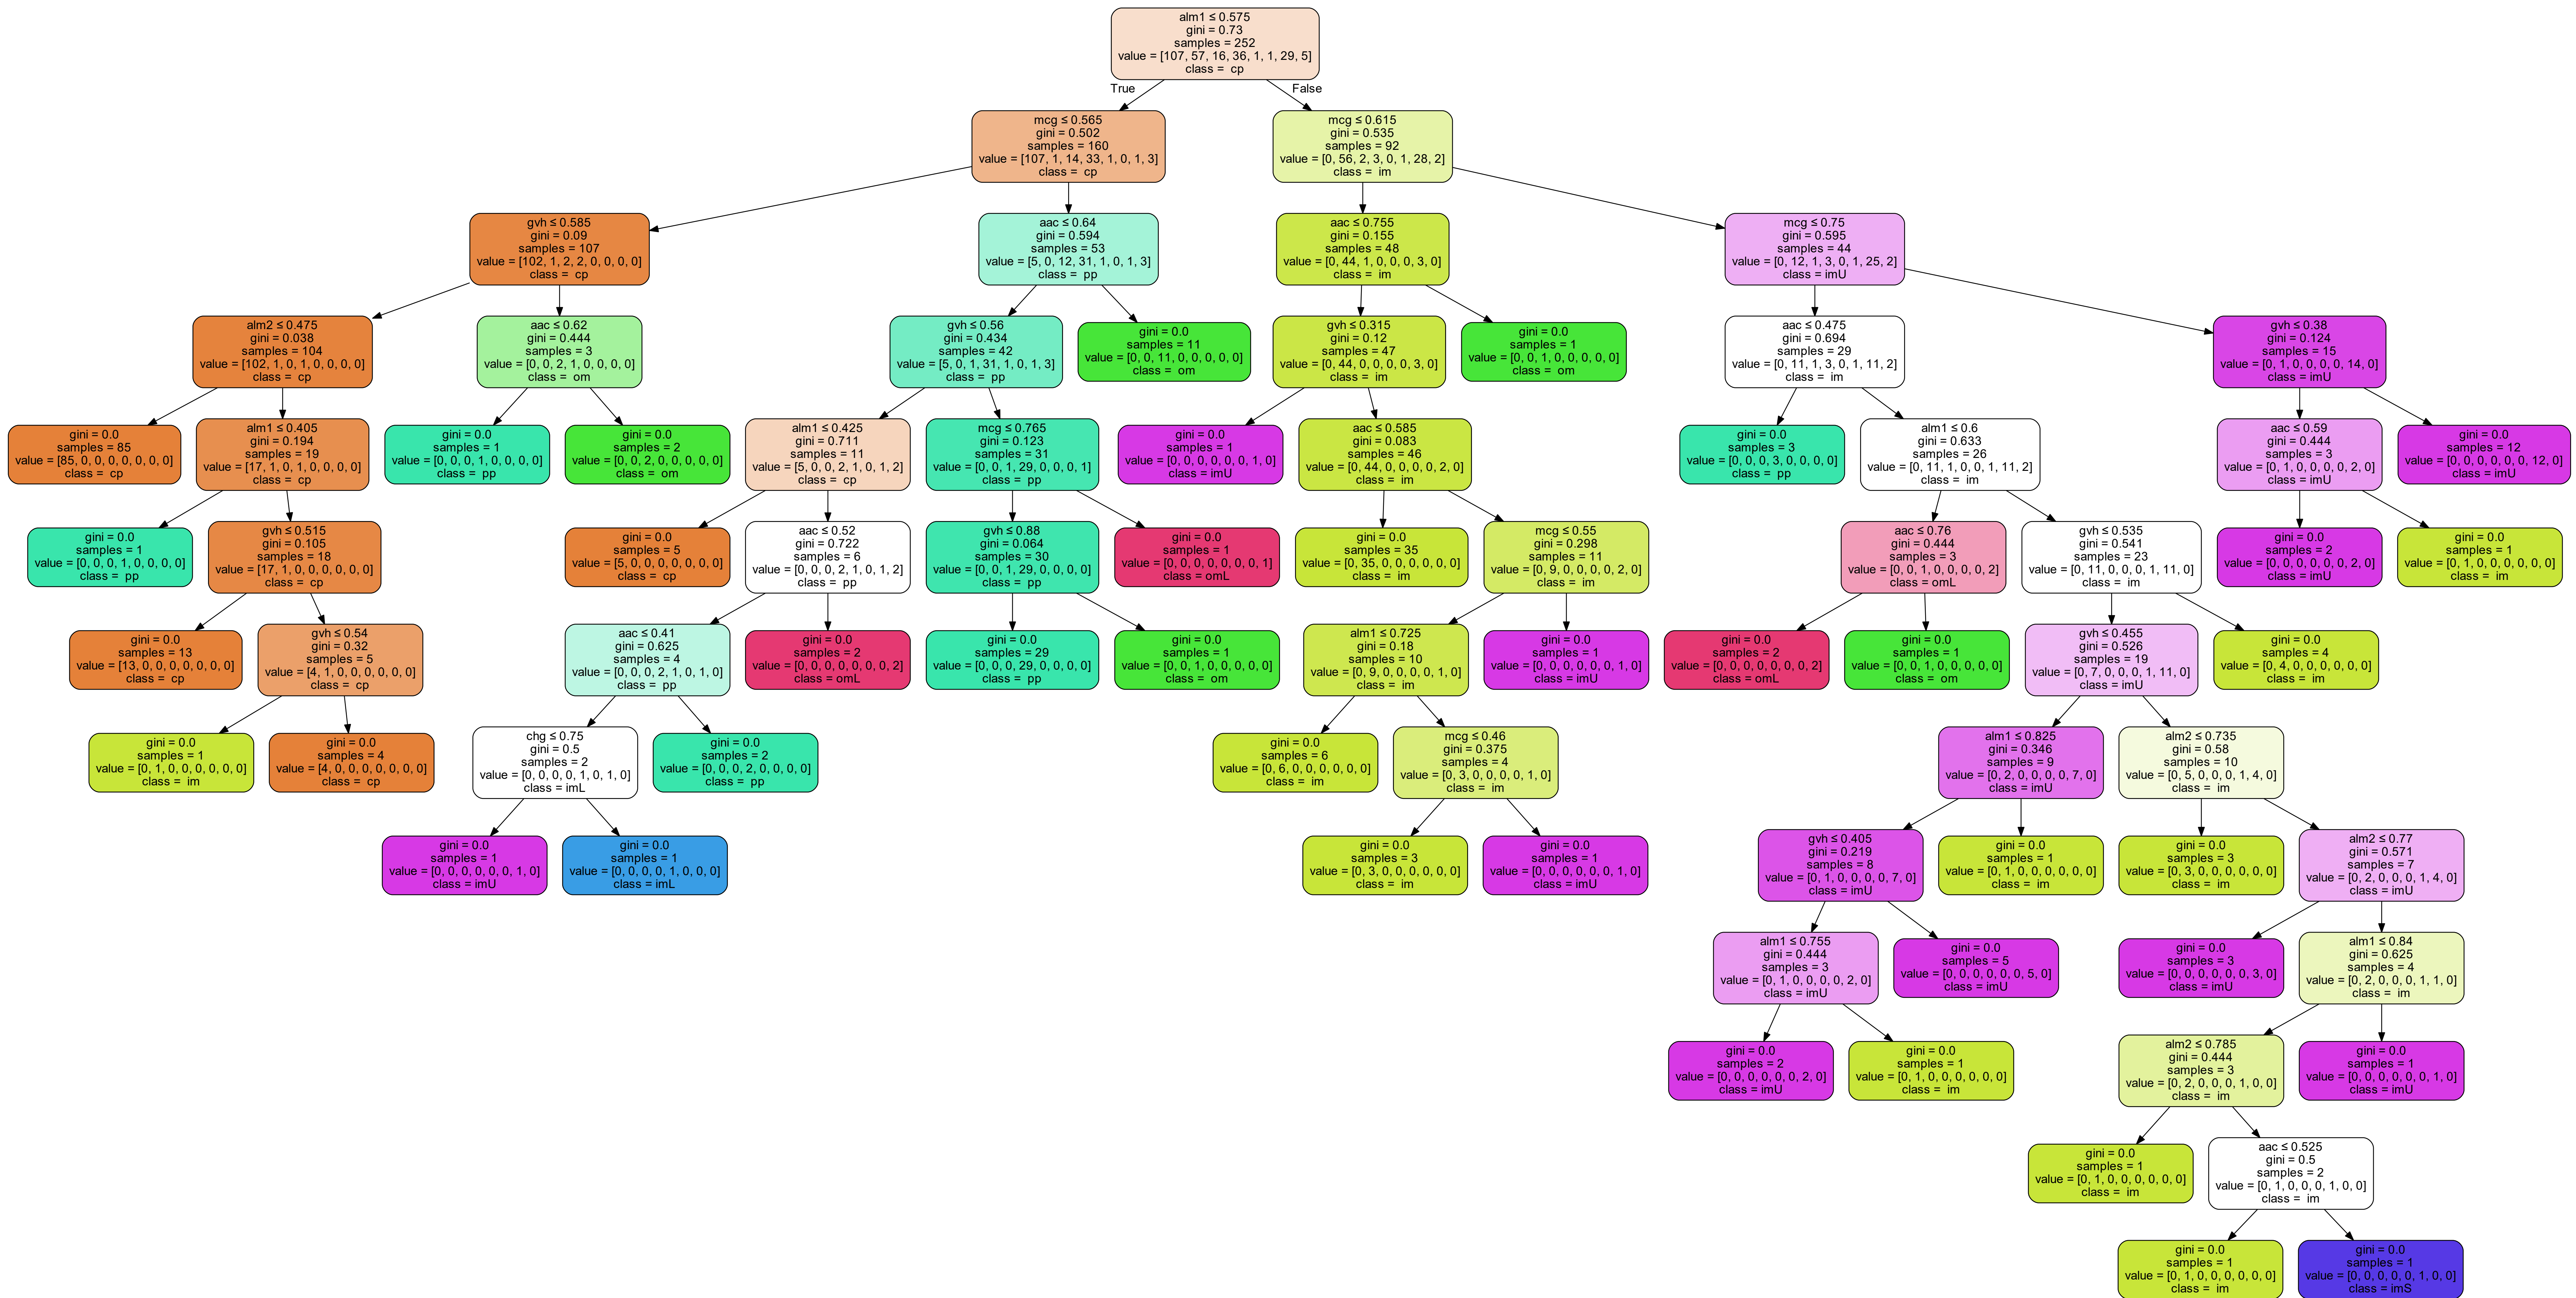 alm1 ≤ 0.575
gini = 0.73
samples = 252
value = [107, 57, 16, 36, 1, 1, 29, 5]
class =  cp
True
False
mcg ≤ 0.565
gini = 0.502
samples = 160
value = [107, 1, 14, 33, 1, 0, 1, 3]
class =  cp
mcg ≤ 0.615
gini = 0.535
samples = 92
value = [0, 56, 2, 3, 0, 1, 28, 2]
class =  im
gvh ≤ 0.585
gini = 0.09
samples = 107
value = [102, 1, 2, 2, 0, 0, 0, 0]
class =  cp
aac ≤ 0.64
gini = 0.594
samples = 53
value = [5, 0, 12, 31, 1, 0, 1, 3]
class =  pp
aac ≤ 0.755
gini = 0.155
samples = 48
value = [0, 44, 1, 0, 0, 0, 3, 0]
class =  im
mcg ≤ 0.75
gini = 0.595
samples = 44
value = [0, 12, 1, 3, 0, 1, 25, 2]
class = imU
alm2 ≤ 0.475
gini = 0.038
samples = 104
value = [102, 1, 0, 1, 0, 0, 0, 0]
class =  cp
aac ≤ 0.62
gini = 0.444
samples = 3
value = [0, 0, 2, 1, 0, 0, 0, 0]
class =  om
gvh ≤ 0.56
gini = 0.434
samples = 42
value = [5, 0, 1, 31, 1, 0, 1, 3]
class =  pp
gini = 0.0
samples = 11
value = [0, 0, 11, 0, 0, 0, 0, 0]
class =  om
gvh ≤ 0.315
gini = 0.12
samples = 47
value = [0, 44, 0, 0, 0, 0, 3, 0]
class =  im
gini = 0.0
samples = 1
value = [0, 0, 1, 0, 0, 0, 0, 0]
class =  om
aac ≤ 0.475
gini = 0.694
samples = 29
value = [0, 11, 1, 3, 0, 1, 11, 2]
class =  im
gvh ≤ 0.38
gini = 0.124
samples = 15
value = [0, 1, 0, 0, 0, 0, 14, 0]
class = imU
gini = 0.0
samples = 85
value = [85, 0, 0, 0, 0, 0, 0, 0]
class =  cp
alm1 ≤ 0.405
gini = 0.194
samples = 19
value = [17, 1, 0, 1, 0, 0, 0, 0]
class =  cp
gini = 0.0
samples = 1
value = [0, 0, 0, 1, 0, 0, 0, 0]
class =  pp
gini = 0.0
samples = 2
value = [0, 0, 2, 0, 0, 0, 0, 0]
class =  om
alm1 ≤ 0.425
gini = 0.711
samples = 11
value = [5, 0, 0, 2, 1, 0, 1, 2]
class =  cp
mcg ≤ 0.765
gini = 0.123
samples = 31
value = [0, 0, 1, 29, 0, 0, 0, 1]
class =  pp
gini = 0.0
samples = 1
value = [0, 0, 0, 0, 0, 0, 1, 0]
class = imU
aac ≤ 0.585
gini = 0.083
samples = 46
value = [0, 44, 0, 0, 0, 0, 2, 0]
class =  im
gini = 0.0
samples = 3
value = [0, 0, 0, 3, 0, 0, 0, 0]
class =  pp
alm1 ≤ 0.6
gini = 0.633
samples = 26
value = [0, 11, 1, 0, 0, 1, 11, 2]
class =  im
aac ≤ 0.59
gini = 0.444
samples = 3
value = [0, 1, 0, 0, 0, 0, 2, 0]
class = imU
gini = 0.0
samples = 12
value = [0, 0, 0, 0, 0, 0, 12, 0]
class = imU
gini = 0.0
samples = 1
value = [0, 0, 0, 1, 0, 0, 0, 0]
class =  pp
gvh ≤ 0.515
gini = 0.105
samples = 18
value = [17, 1, 0, 0, 0, 0, 0, 0]
class =  cp
gini = 0.0
samples = 5
value = [5, 0, 0, 0, 0, 0, 0, 0]
class =  cp
aac ≤ 0.52
gini = 0.722
samples = 6
value = [0, 0, 0, 2, 1, 0, 1, 2]
class =  pp
gvh ≤ 0.88
gini = 0.064
samples = 30
value = [0, 0, 1, 29, 0, 0, 0, 0]
class =  pp
gini = 0.0
samples = 1
value = [0, 0, 0, 0, 0, 0, 0, 1]
class = omL
gini = 0.0
samples = 35
value = [0, 35, 0, 0, 0, 0, 0, 0]
class =  im
mcg ≤ 0.55
gini = 0.298
samples = 11
value = [0, 9, 0, 0, 0, 0, 2, 0]
class =  im
aac ≤ 0.76
gini = 0.444
samples = 3
value = [0, 0, 1, 0, 0, 0, 0, 2]
class = omL
gvh ≤ 0.535
gini = 0.541
samples = 23
value = [0, 11, 0, 0, 0, 1, 11, 0]
class =  im
gini = 0.0
samples = 2
value = [0, 0, 0, 0, 0, 0, 2, 0]
class = imU
gini = 0.0
samples = 1
value = [0, 1, 0, 0, 0, 0, 0, 0]
class =  im
gini = 0.0
samples = 13
value = [13, 0, 0, 0, 0, 0, 0, 0]
class =  cp
gvh ≤ 0.54
gini = 0.32
samples = 5
value = [4, 1, 0, 0, 0, 0, 0, 0]
class =  cp
aac ≤ 0.41
gini = 0.625
samples = 4
value = [0, 0, 0, 2, 1, 0, 1, 0]
class =  pp
gini = 0.0
samples = 2
value = [0, 0, 0, 0, 0, 0, 0, 2]
class = omL
gini = 0.0
samples = 29
value = [0, 0, 0, 29, 0, 0, 0, 0]
class =  pp
gini = 0.0
samples = 1
value = [0, 0, 1, 0, 0, 0, 0, 0]
class =  om
alm1 ≤ 0.725
gini = 0.18
samples = 10
value = [0, 9, 0, 0, 0, 0, 1, 0]
class =  im
gini = 0.0
samples = 1
value = [0, 0, 0, 0, 0, 0, 1, 0]
class = imU
gini = 0.0
samples = 2
value = [0, 0, 0, 0, 0, 0, 0, 2]
class = omL
gini = 0.0
samples = 1
value = [0, 0, 1, 0, 0, 0, 0, 0]
class =  om
gvh ≤ 0.455
gini = 0.526
samples = 19
value = [0, 7, 0, 0, 0, 1, 11, 0]
class = imU
gini = 0.0
samples = 4
value = [0, 4, 0, 0, 0, 0, 0, 0]
class =  im
gini = 0.0
samples = 1
value = [0, 1, 0, 0, 0, 0, 0, 0]
class =  im
gini = 0.0
samples = 4
value = [4, 0, 0, 0, 0, 0, 0, 0]
class =  cp
chg ≤ 0.75
gini = 0.5
samples = 2
value = [0, 0, 0, 0, 1, 0, 1, 0]
class = imL
gini = 0.0
samples = 2
value = [0, 0, 0, 2, 0, 0, 0, 0]
class =  pp
gini = 0.0
samples = 6
value = [0, 6, 0, 0, 0, 0, 0, 0]
class =  im
mcg ≤ 0.46
gini = 0.375
samples = 4
value = [0, 3, 0, 0, 0, 0, 1, 0]
class =  im
alm1 ≤ 0.825
gini = 0.346
samples = 9
value = [0, 2, 0, 0, 0, 0, 7, 0]
class = imU
alm2 ≤ 0.735
gini = 0.58
samples = 10
value = [0, 5, 0, 0, 0, 1, 4, 0]
class =  im
gini = 0.0
samples = 1
value = [0, 0, 0, 0, 0, 0, 1, 0]
class = imU
gini = 0.0
samples = 1
value = [0, 0, 0, 0, 1, 0, 0, 0]
class = imL
gini = 0.0
samples = 3
value = [0, 3, 0, 0, 0, 0, 0, 0]
class =  im
gini = 0.0
samples = 1
value = [0, 0, 0, 0, 0, 0, 1, 0]
class = imU
gvh ≤ 0.405
gini = 0.219
samples = 8
value = [0, 1, 0, 0, 0, 0, 7, 0]
class = imU
gini = 0.0
samples = 1
value = [0, 1, 0, 0, 0, 0, 0, 0]
class =  im
gini = 0.0
samples = 3
value = [0, 3, 0, 0, 0, 0, 0, 0]
class =  im
alm2 ≤ 0.77
gini = 0.571
samples = 7
value = [0, 2, 0, 0, 0, 1, 4, 0]
class = imU
alm1 ≤ 0.755
gini = 0.444
samples = 3
value = [0, 1, 0, 0, 0, 0, 2, 0]
class = imU
gini = 0.0
samples = 5
value = [0, 0, 0, 0, 0, 0, 5, 0]
class = imU
gini = 0.0
samples = 3
value = [0, 0, 0, 0, 0, 0, 3, 0]
class = imU
alm1 ≤ 0.84
gini = 0.625
samples = 4
value = [0, 2, 0, 0, 0, 1, 1, 0]
class =  im
gini = 0.0
samples = 2
value = [0, 0, 0, 0, 0, 0, 2, 0]
class = imU
gini = 0.0
samples = 1
value = [0, 1, 0, 0, 0, 0, 0, 0]
class =  im
alm2 ≤ 0.785
gini = 0.444
samples = 3
value = [0, 2, 0, 0, 0, 1, 0, 0]
class =  im
gini = 0.0
samples = 1
value = [0, 0, 0, 0, 0, 0, 1, 0]
class = imU
gini = 0.0
samples = 1
value = [0, 1, 0, 0, 0, 0, 0, 0]
class =  im
aac ≤ 0.525
gini = 0.5
samples = 2
value = [0, 1, 0, 0, 0, 1, 0, 0]
class =  im
gini = 0.0
samples = 1
value = [0, 1, 0, 0, 0, 0, 0, 0]
class =  im
gini = 0.0
samples = 1
value = [0, 0, 0, 0, 0, 1, 0, 0]
class = imS